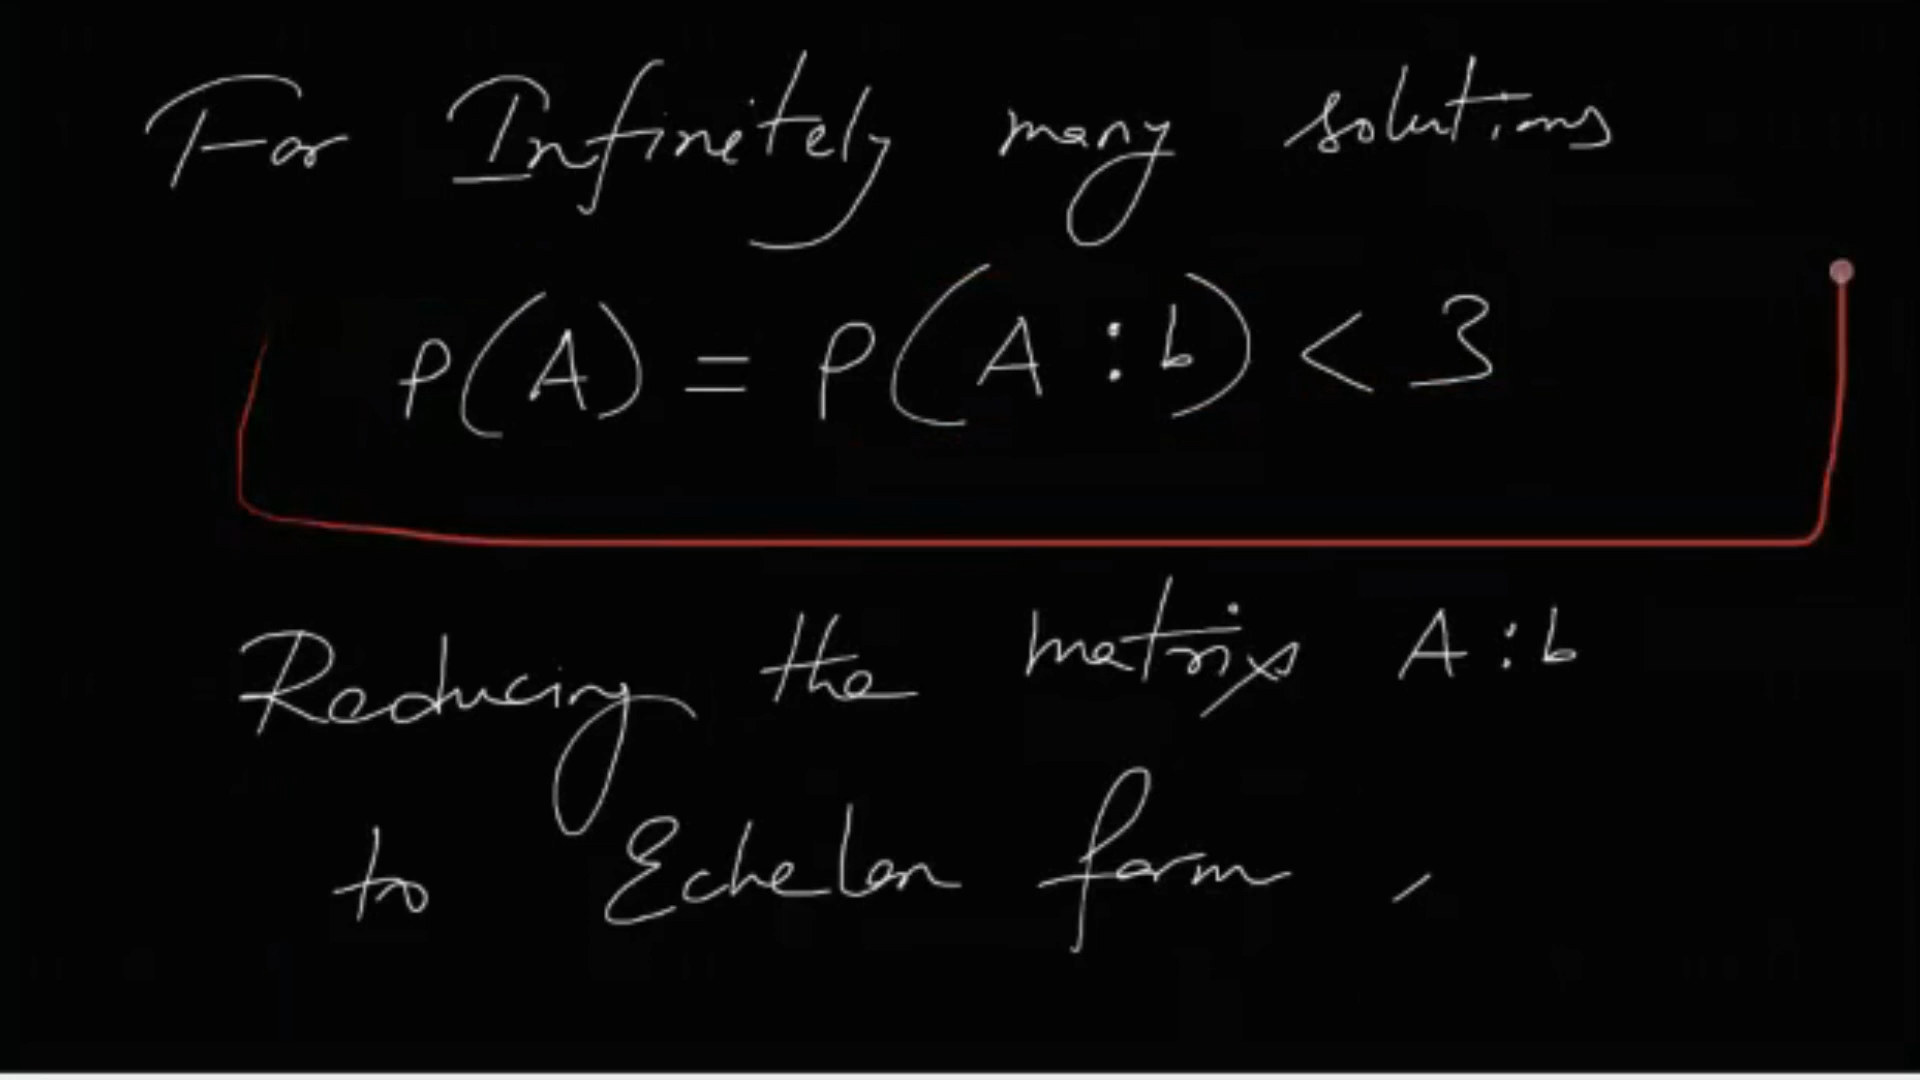 For Infinitely many solutions
ρ(A) = ρ(A : b) < 3
Reducing the matrix A : b
to Echelon form ,